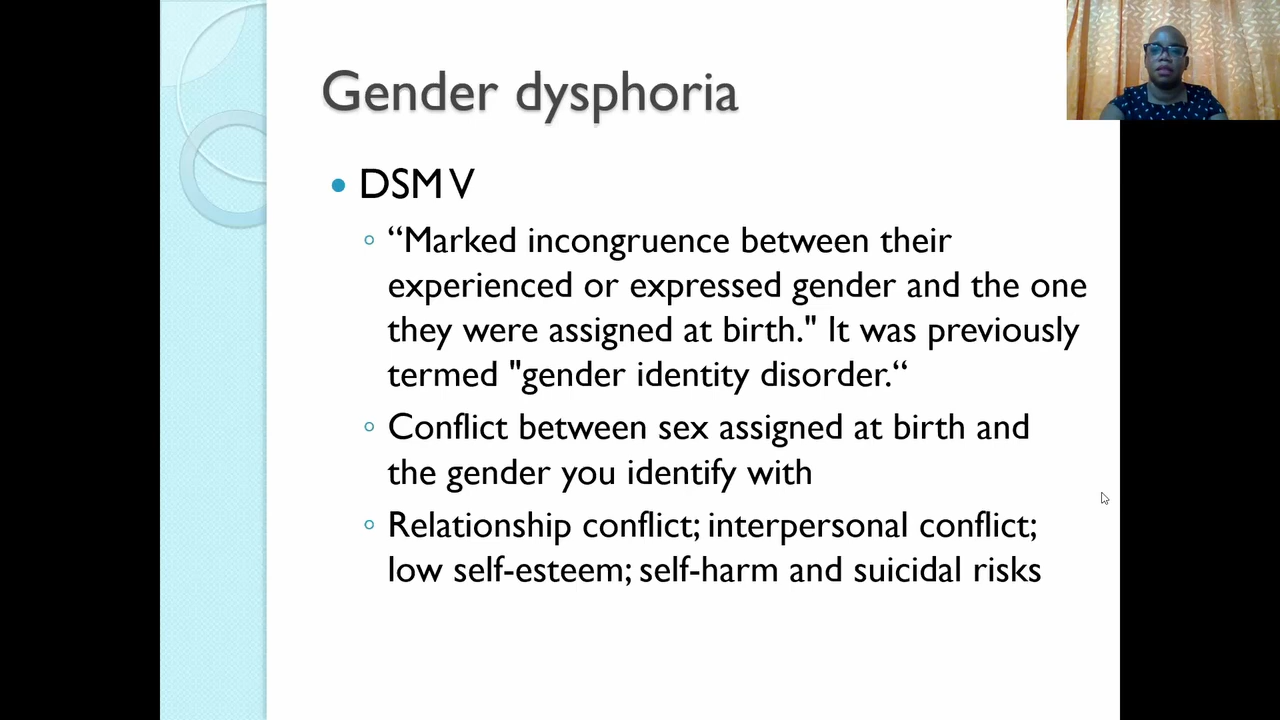 Gender dysphoria
DSM V
“Marked incongruence between their
experienced or expressed gender and the one
they were assigned at birth." It was previously
termed "gender identity disorder.“
Conflict between sex assigned at birth and
the gender you identify with
Relationship conflict; interpersonal conflict;
low self-esteem; self-harm and suicidal risks